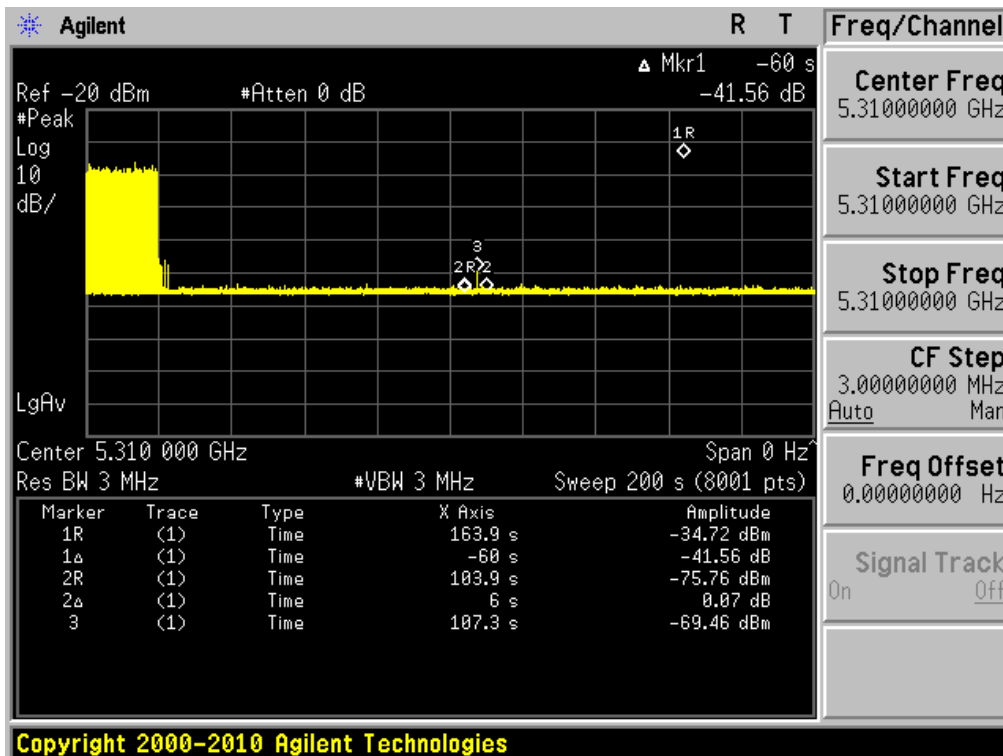 Agilent R T Freq/Channel
Δ Mkr1 -60 s
Ref -20 dBm #Atten 0 dB -41.56 dB
#Peak
Log
10
dB/
1R
3
2R 2
LgAv
Center 5.310 000 GHz Span 0 Hz^
Res BW 3 MHz #VBW 3 MHz Sweep 200 s (8001 pts)
Marker Trace Type X Axis Amplitude
1R (1) Time 163.9 s -34.72 dBm
1Δ (1) Time -60 s -41.56 dB
2R (1) Time 103.9 s -75.76 dBm
2Δ (1) Time 6 s 0.07 dB
3 (1) Time 107.3 s -69.46 dBm
Center Freq
5.31000000 GHz
Start Freq
5.31000000 GHz
Stop Freq
5.31000000 GHz
CF Step
3.00000000 MHz
Auto Man
Freq Offset
0.00000000 Hz
Signal Track
On Off
Copyright 2000-2010 Agilent Technologies